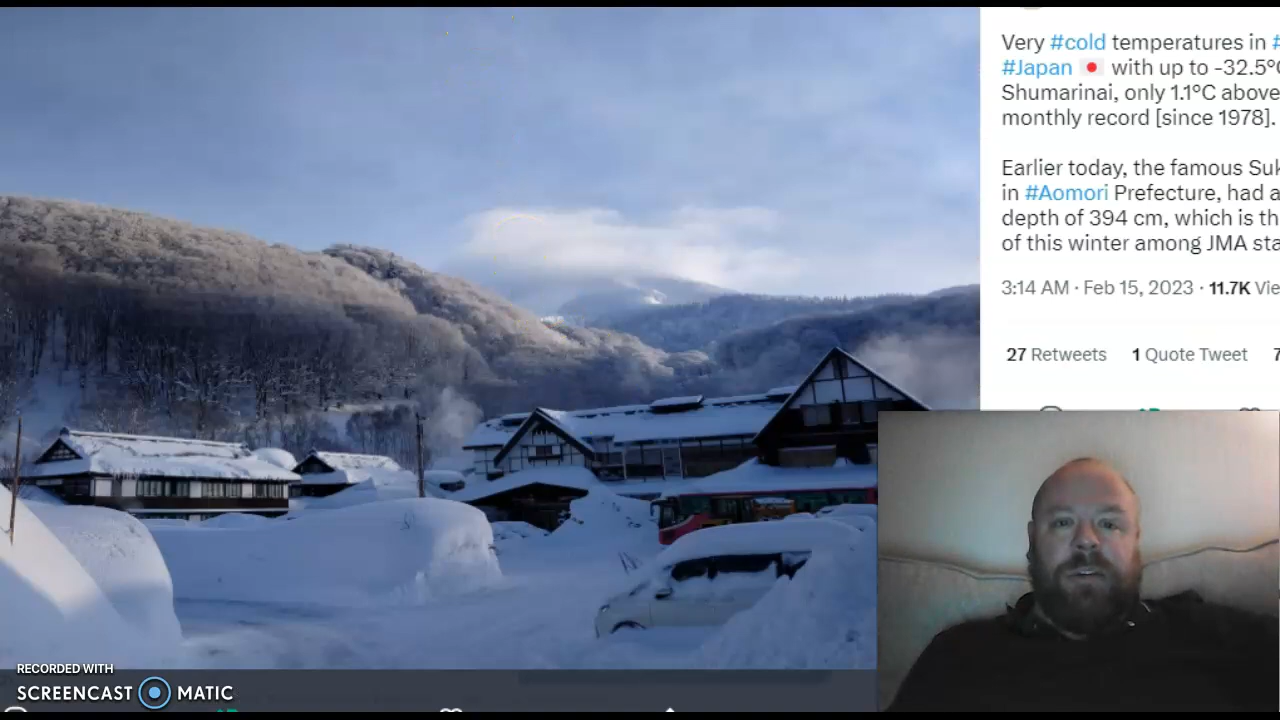 Very #cold temperatures in #
#Japan with up to -32.5°C
Shumarinai, only 1.1°C above
monthly record [since 1978].
Earlier today, the famous Suk
in #Aomori Prefecture, had a
depth of 394 cm, which is th
of this winter among JMA sta
3:14 AM · Feb 15, 2023 · 11.7K Vie
27 Retweets 1 Quote Tweet 7
RECORDED WITH
SCREENCAST MATIC